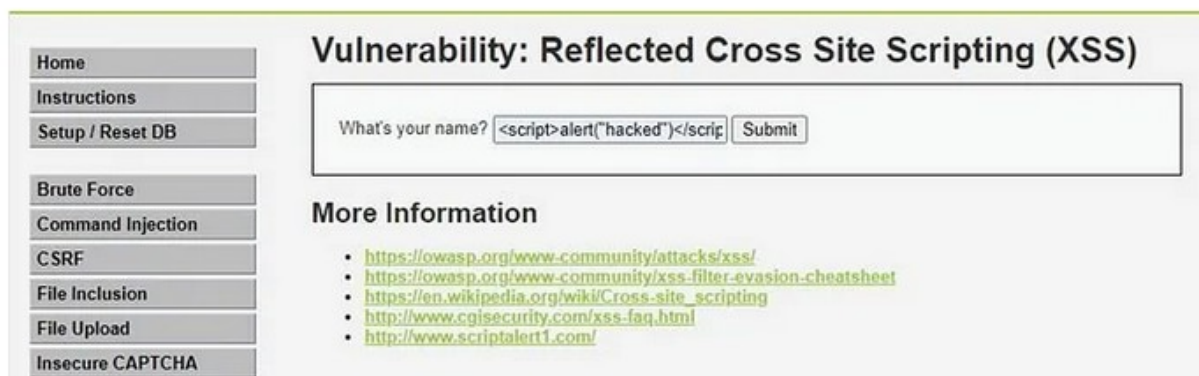 Home
Instructions
Setup / Reset DB
Brute Force
Command Injection
CSRF
File Inclusion
File Upload
Insecure CAPTCHA
Vulnerability: Reflected Cross Site Scripting (XSS)
What's your name? <script>alert("hacked")</scrip Submit
More Information
https://owasp.org/www-community/attacks/xss/
https://owasp.org/www-community/xss-filter-evasion-cheatsheet
https://en.wikipedia.org/wiki/Cross-site_scripting
http://www.cgisecurity.com/xss-faq.html
http://www.scriptalert1.com/